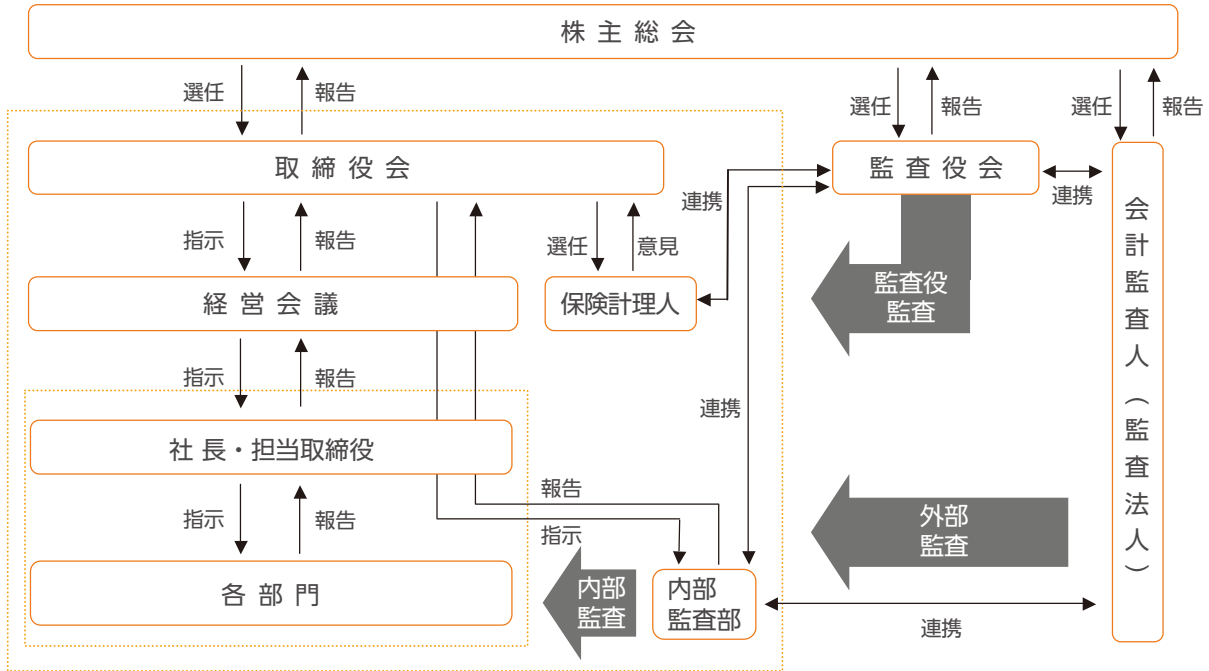 株主総会
選任
報告
選任
報告
選任
報告
取締役会
監査役会
連携
連携
会計監査人（監査法人）
指示
報告
選任
意見
経営会議
保険計理人
監査役
監査
指示
報告
連携
社長・担当取締役
指示
報告
報告
指示
外部
監査
各部門
内部
監査
内部
監査部
連携